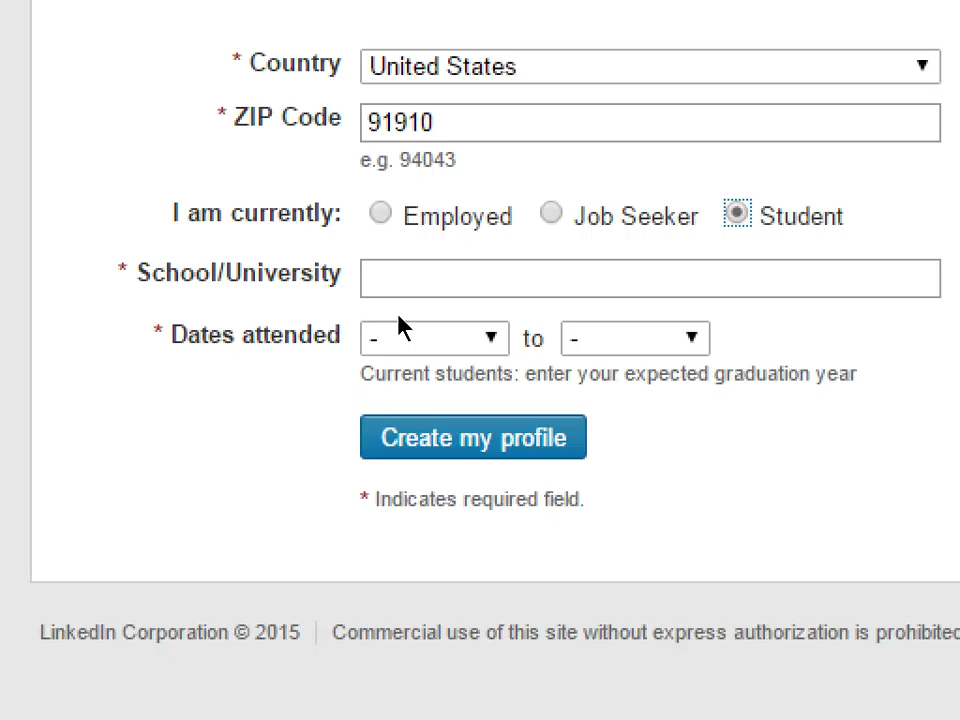 * Country United States
* ZIP Code 91910
e.g. 94043
I am currently: Employed Job Seeker Student
* School/University
* Dates attended - to -
Current students: enter your expected graduation year
Create my profile
* Indicates required field.
LinkedIn Corporation © 2015 | Commercial use of this site without express authorization is prohibited